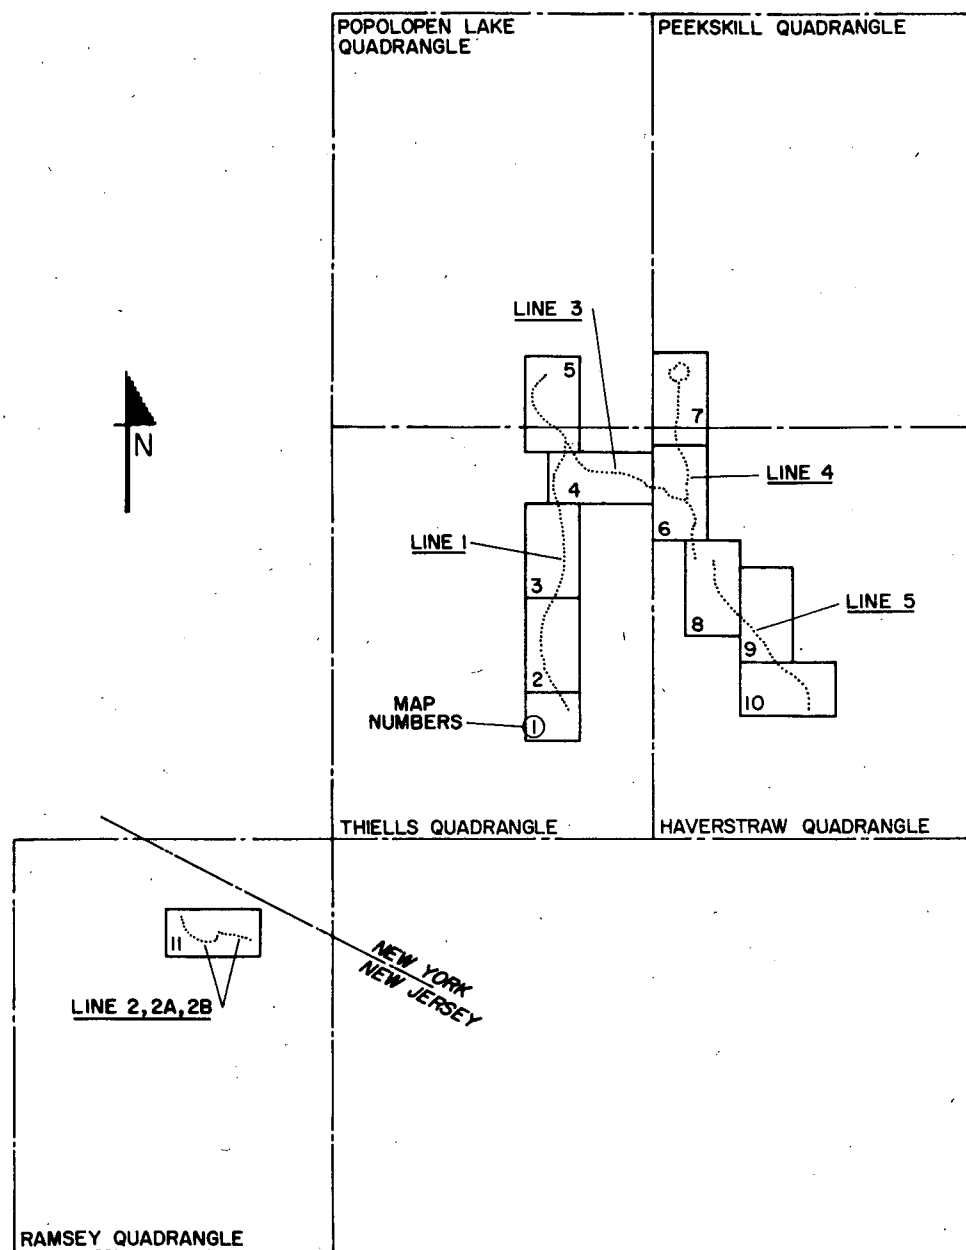 POPOLOPEN LAKE
QUADRANGLE
PEEKSKILL QUADRANGLE
LINE 3
5
7
N
LINE 4
4
6
LINE 1
3
8
LINE 5
9
2
10
MAP
NUMBERS
1
THIELLS QUADRANGLE
HAVERSTRAW QUADRANGLE
11
NEW YORK
NEW JERSEY
LINE 2, 2A, 2B
RAMSEY QUADRANGLE